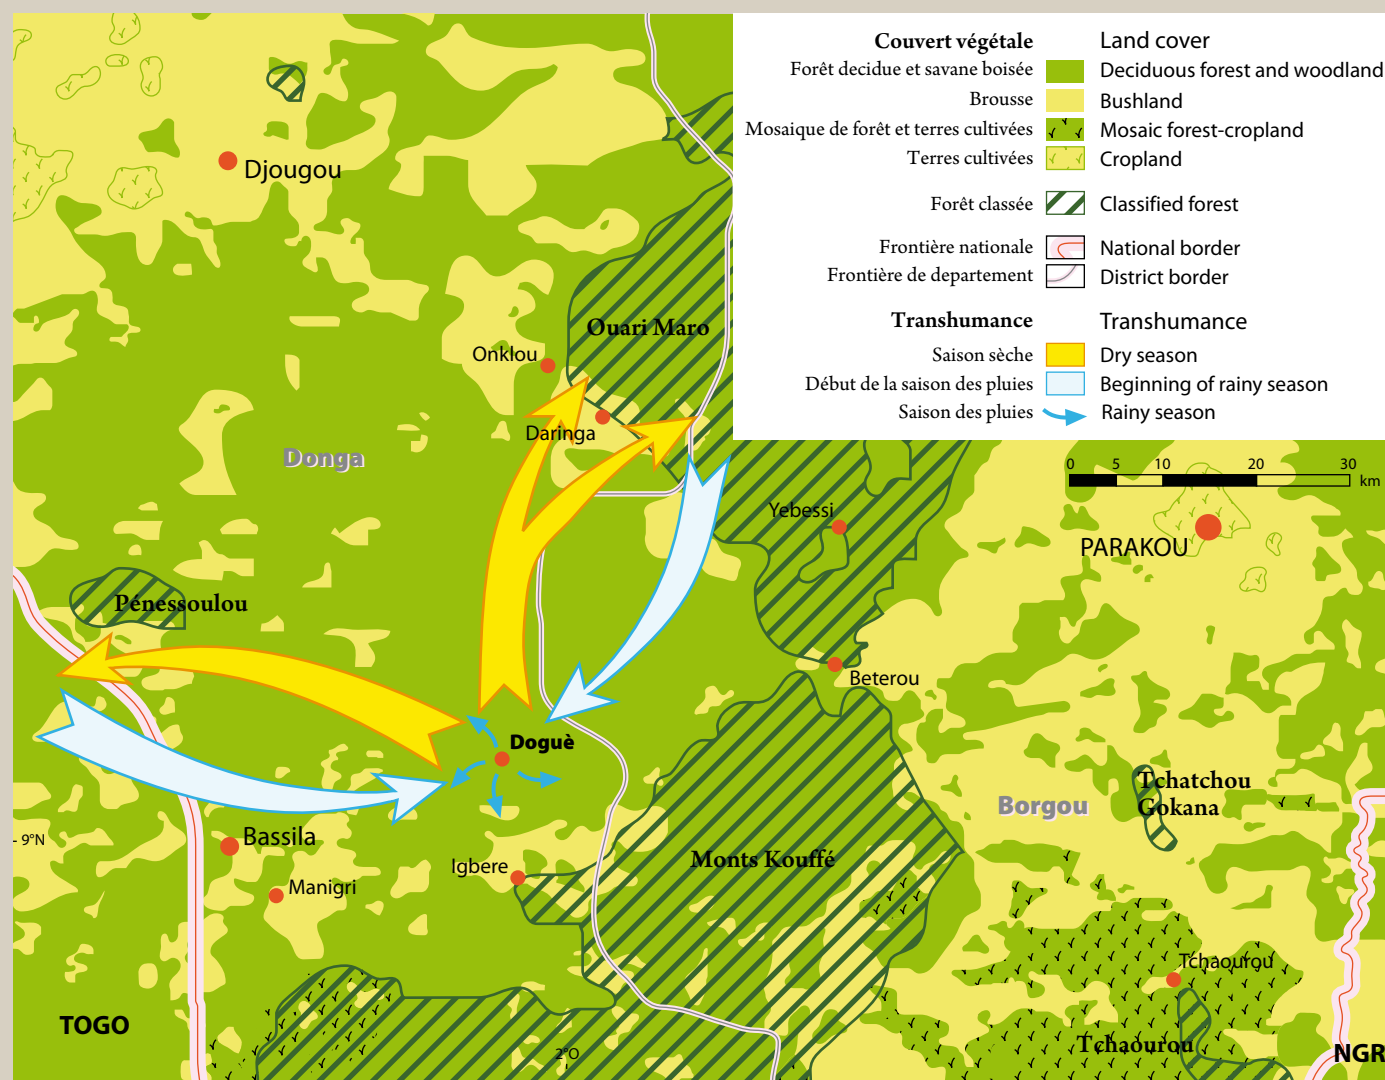 Couvert végétale Land cover
Forêt decidue et savane boisée Deciduous forest and woodland
Brousse Bushland
Mosaique de forêt et terres cultivées Mosaic forest-cropland
Terres cultivées Cropland
Forêt classée Classified forest
Frontière nationale National border
Frontière de departement District border
Transhumance Transhumance
Saison sèche Dry season
Début de la saison des pluies Beginning of rainy season
Saison des pluies Rainy season
Djougou
Ouari Maro
Onklou
Daringa
Donga
0 5 10 20 30
km
Yebessi
PARAKOU
Pénessoulou
Beterou
Doguè
Tchatchou
Gokana
Borgou
- 9°N
Bassila
Igbere
Monts Kouffé
Manigri
Tchaourou
TOGO
2°O
Tchaourou
NGR